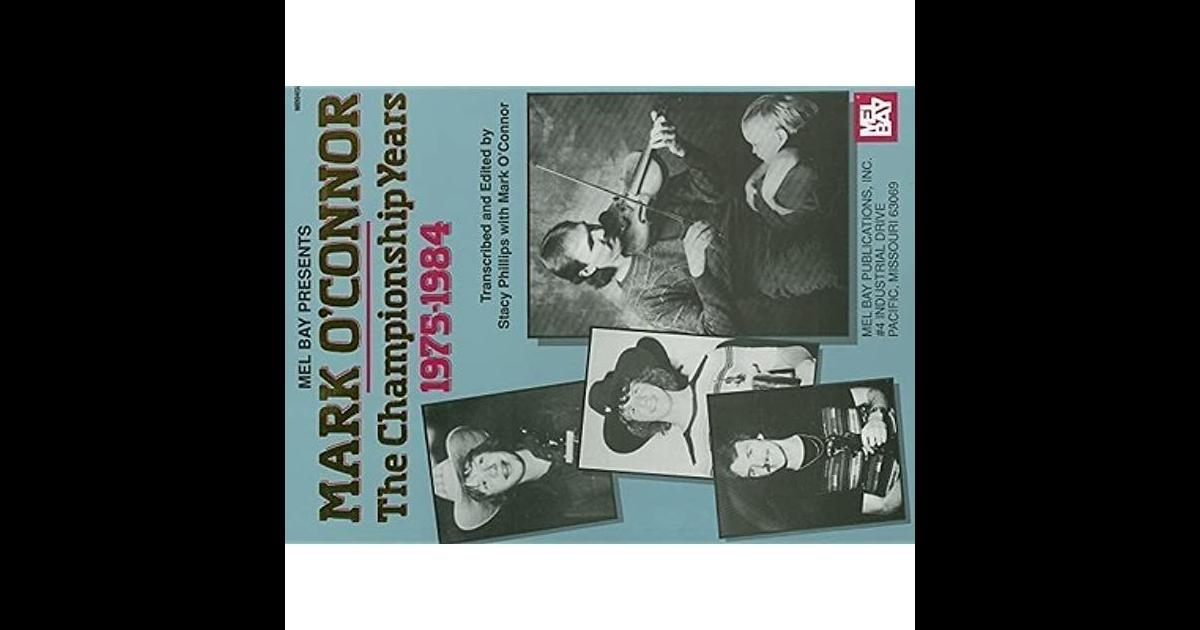 MEL BAY PRESENTS
MARK O'CONNOR
The Championship Years
1975-1984
Transcribed and Edited by
Stacy Phillips with Mark O'Connor
MEL
BAY
MEL BAY PUBLICATIONS, INC.
#4 INDUSTRIAL DRIVE
PACIFIC, MISSOURI 63069